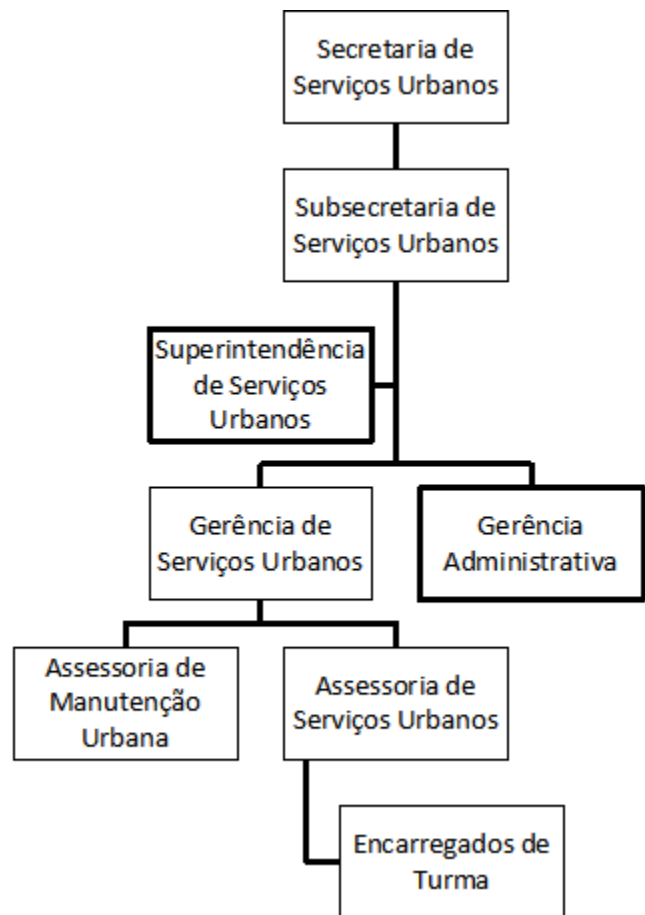 Secretaria de
Serviços Urbanos
Subsecretaria de
Serviços Urbanos
Superintendência
de Serviços
Urbanos
Gerência de
Serviços Urbanos
Gerência
Administrativa
Assessoria de
Manutenção
Urbana
Assessoria de
Serviços Urbanos
Encarregados de
Turma